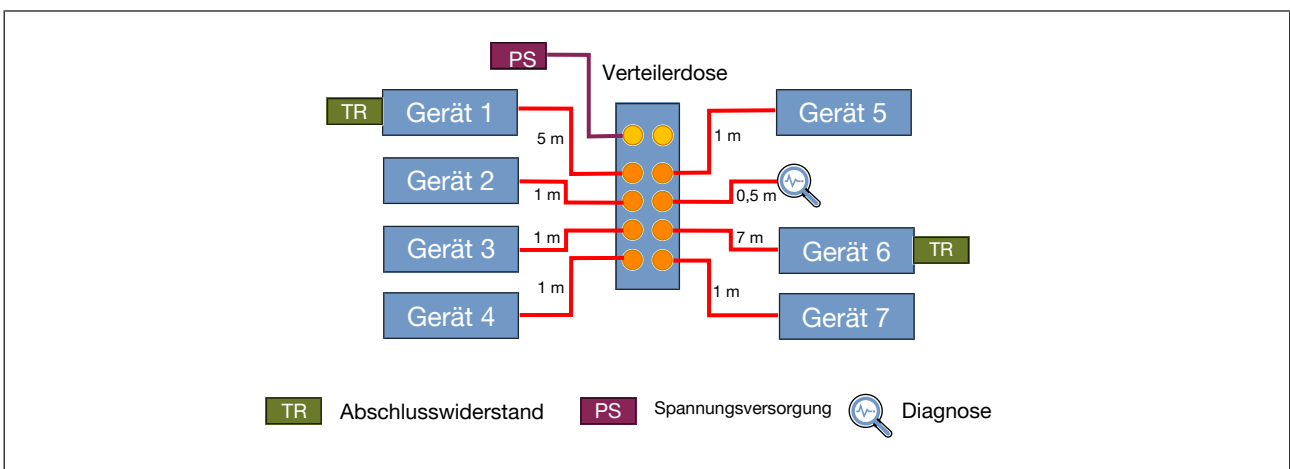 PS
Verteilerdose
TR
Gerät 1
Gerät 5
5 m
1 m
Gerät 2
1 m
0,5 m
Gerät 3
1 m
7 m
Gerät 6
TR
1 m
1 m
Gerät 4
Gerät 7
TR Abschlusswiderstand PS Spannungsversorgung Diagnose